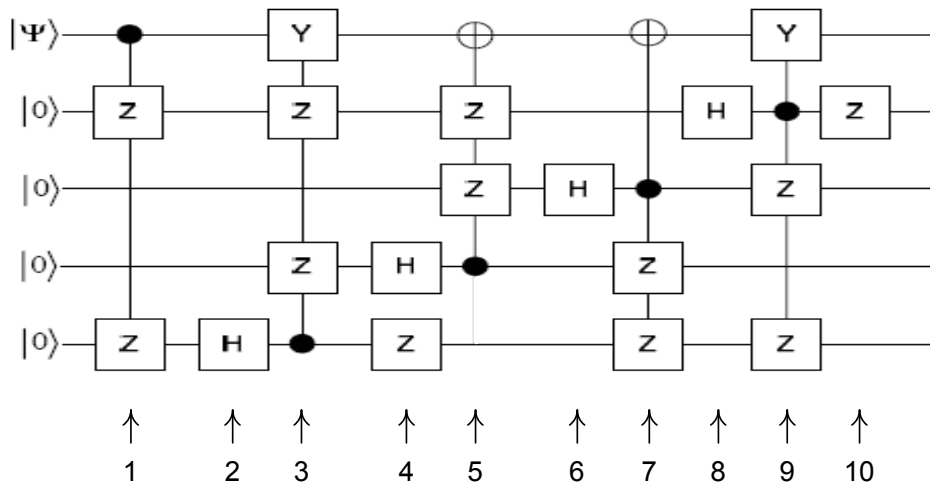 |Ψ⟩ Y Y
|0⟩ Z Z Z H Z
|0⟩ Z H Z
|0⟩ Z H Z
|0⟩ Z H Z Z Z
1 2 3 4 5 6 7 8 9 10